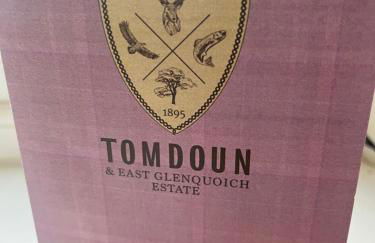 1895
TOMDOUN
& EAST GLENQUOICH
ESTATE